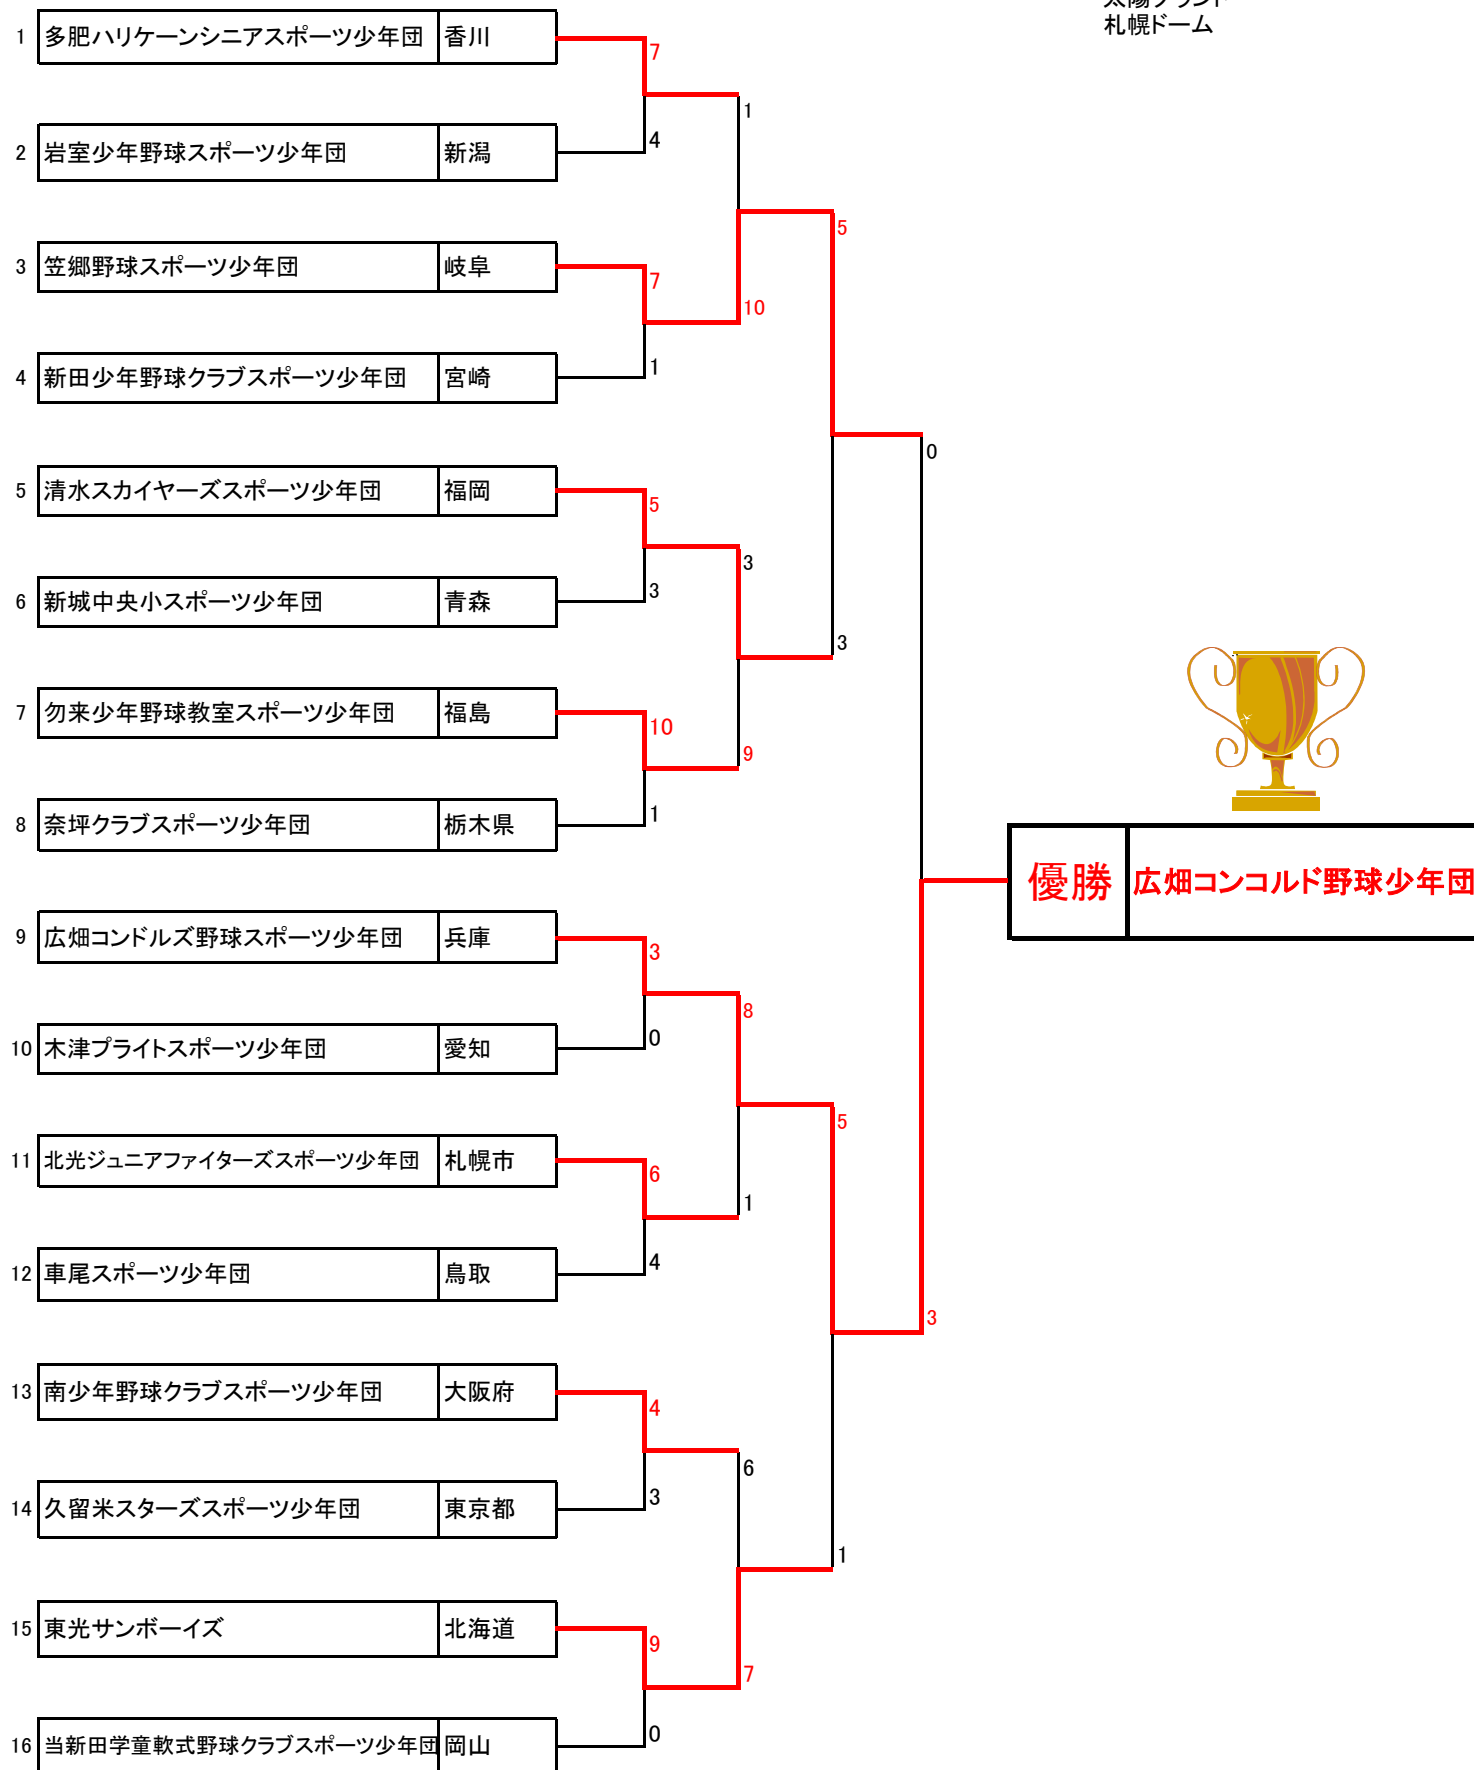 札幌ドーム
1 多肥ハリケーンシニアスポーツ少年団 香川
7
1
4
2 岩室少年野球スポーツ少年団 新潟
5
3 笠郷野球スポーツ少年団 岐阜
7
10
1
4 新田少年野球クラブスポーツ少年団 宮崎
0
5 清水スカイヤーズスポーツ少年団 福岡
5
3
3
6 新城中央小スポーツ少年団 青森
3
7 勿来少年野球教室スポーツ少年団 福島
10
9
1
8 奈坪クラブスポーツ少年団 栃木県
優勝 広畑コンコルド野球少年団
9 広畑コンドルズ野球スポーツ少年団 兵庫
3
8
0
10 木津プライトスポーツ少年団 愛知
5
11 北光ジュニアファイターズスポーツ少年団 札幌市
6
1
4
12 車尾スポーツ少年団 鳥取
3
13 南少年野球クラブスポーツ少年団 大阪府
4
6
3
14 久留米スターズスポーツ少年団 東京都
1
15 東光サンボーイズ 北海道
9
7
0
16 当新田学童軟式野球クラブスポーツ少年団 岡山